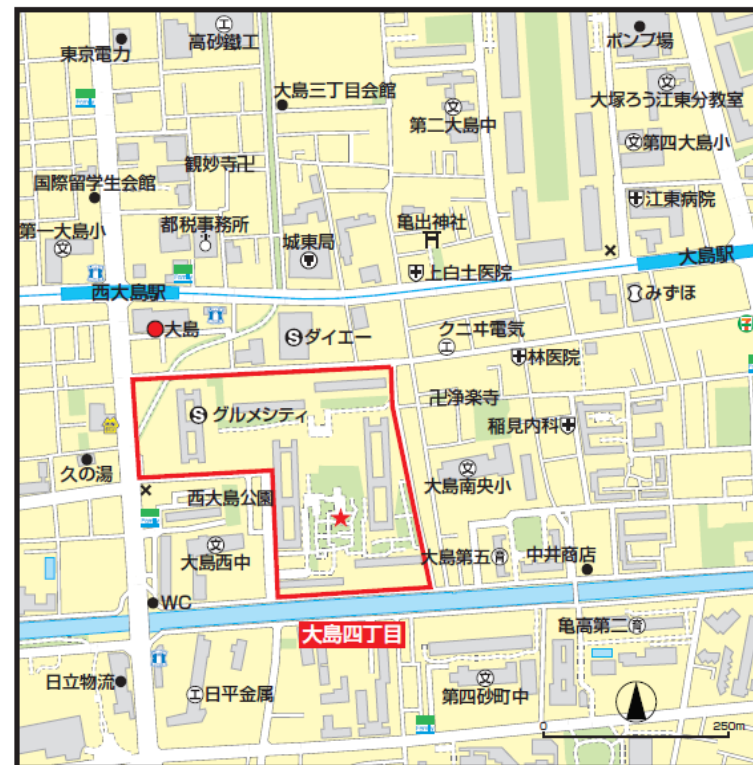 高砂鐵工
ポンプ場
東京電力
大島三丁目会館
大塚ろう江東分教室
第二大島中
第四大島小
観妙寺卍
国際留学生会館
江東病院
第一大島小
都税事務所
城東局
亀出神社
上白土医院
大島駅
西大島駅
みずほ
大島
ダイエー
クニヰ電気
林医院
卍浄楽寺
グルメシティ
稲見内科
久の湯
大島南央小
西大島公園
大島西中
大島第五
中井商店
WC
大島四丁目
亀高第二
日立物流
日平金属
第四砂町中
0
250m